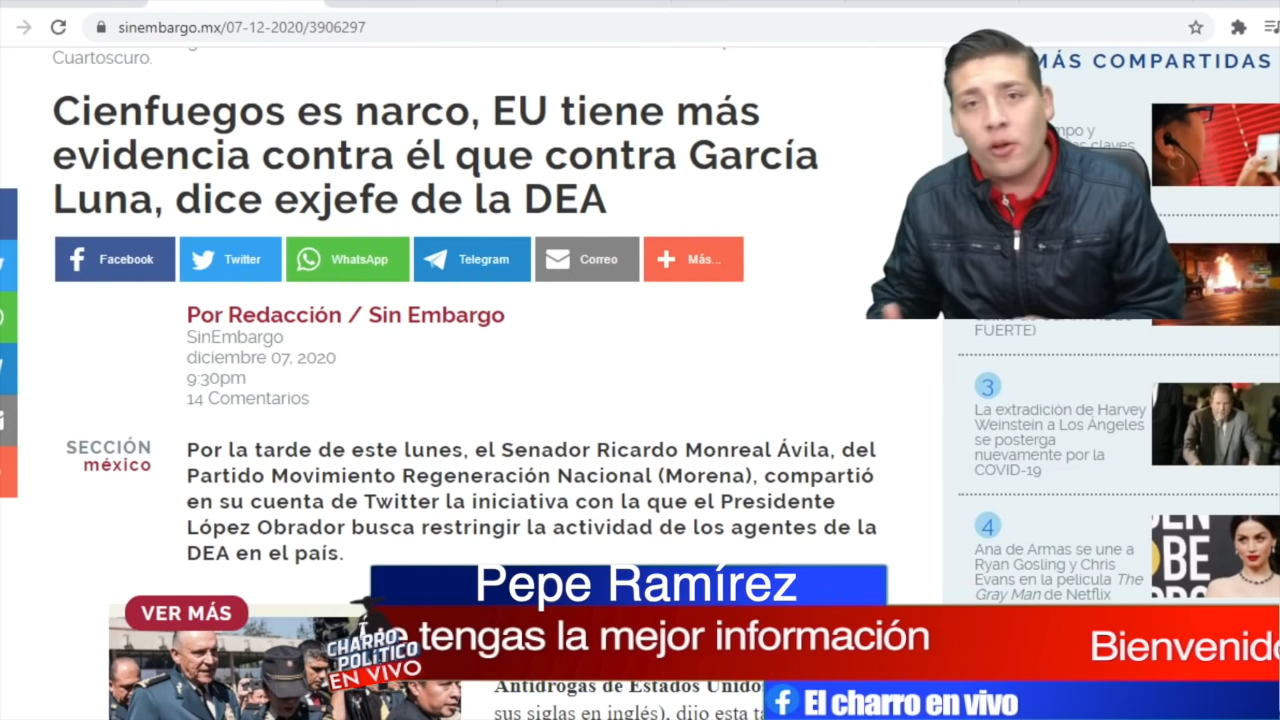 sinembargo.mx/07-12-2020/3906297
Cuartoscuro.
Cienfuegos es narco, EU tiene más
evidencia contra él que contra García
Luna, dice exjefe de la DEA
Facebook
Twitter
WhatsApp
Telegram
Correo
Más...
Por Redacción / Sin Embargo
SinEmbargo
diciembre 07, 2020
9:30pm
14 Comentarios
SECCIÓN
méxico
Por la tarde de este lunes, el Senador Ricardo Monreal Ávila, del
Partido Movimiento Regeneración Nacional (Morena), compartió
en su cuenta de Twitter la iniciativa con la que el Presidente
López Obrador busca restringir la actividad de los agentes de la
DEA en el país.
MÁS COMPARTIDAS
claves
FUERTE)
3
La extradición de Harvey
Weinstein a Los Ángeles
se posterga
nuevamente por la
COVID-19
4
Ana de Armas se une a
Ryan Gosling y Chris
Evans en la película The
Gray Man de Netflix
VER MÁS
Pepe Ramírez
CHARRO
POLÍTICO
EN VIVO
tengas la mejor información
Bienvenido
Antidrogas de Estados Unidos
sus siglas en inglés), dijo esta
El charro en vivo